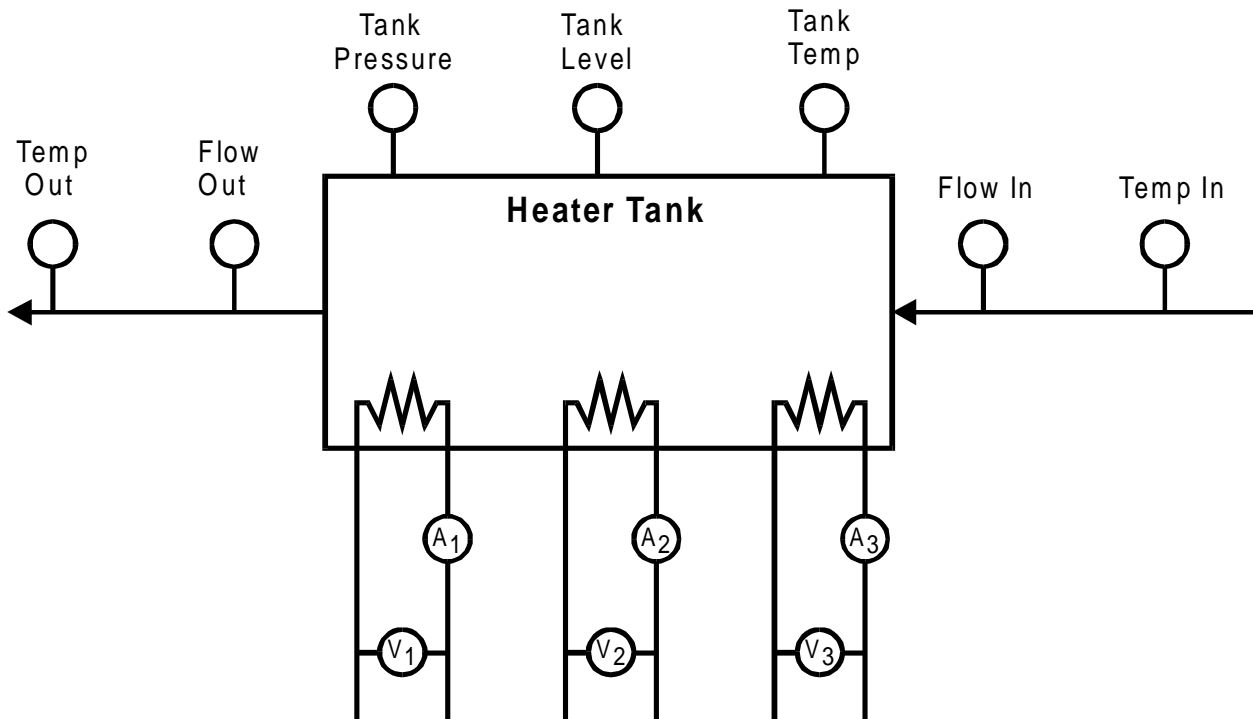 Tank
Pressure
Tank
Level
Tank
Temp
Temp
Out
Flow
Out
Flow In
Temp In
Heater Tank
A1
A2
A3
V1
V2
V3